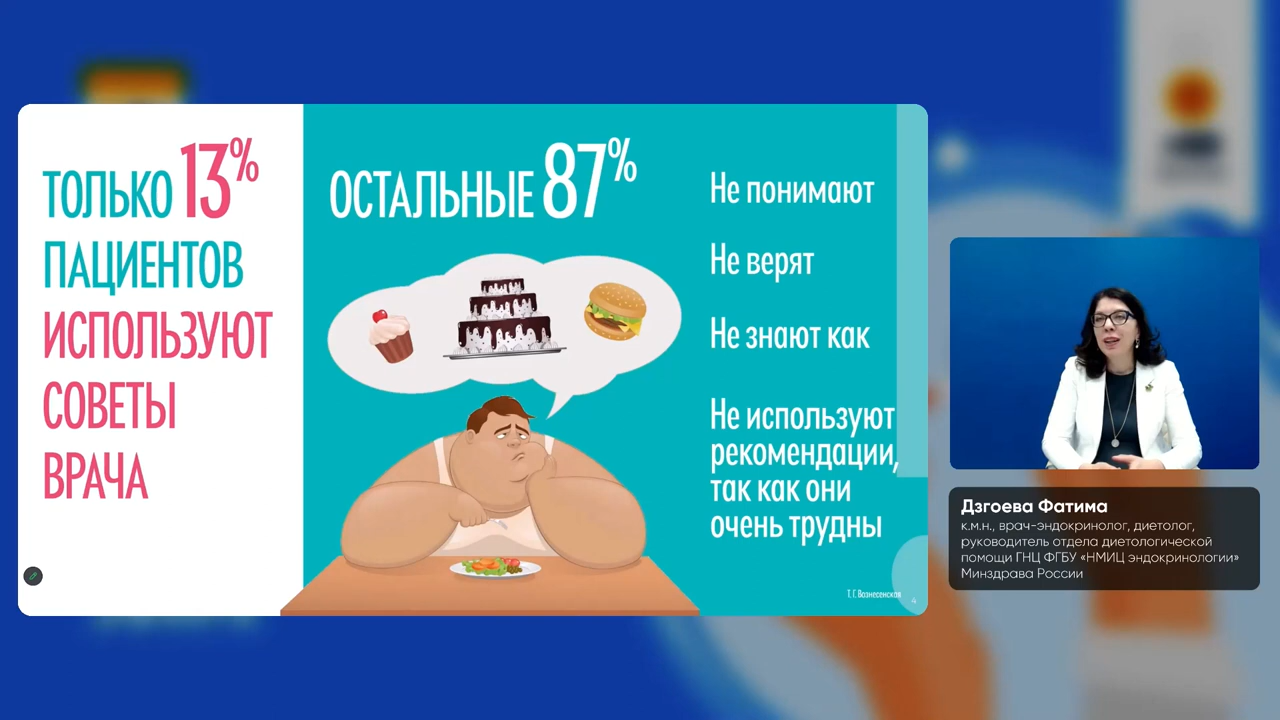 ТОЛЬКО 13%
ПАЦИЕНТОВ
ИСПОЛЬЗУЮТ
СОВЕТЫ
ВРАЧА
ОСТАЛЬНЫЕ 87%
Не понимают
Не верят
Не знают как
Не используют
рекомендации,
так как они
очень трудны
Т. Г. Вознесенская
4
Дзгоева Фатима
к.м.н., врач-эндокринолог, диетолог,
руководитель отдела диетологической
помощи ГНЦ ФГБУ «НМИЦ эндокринологии»
Минздрава России